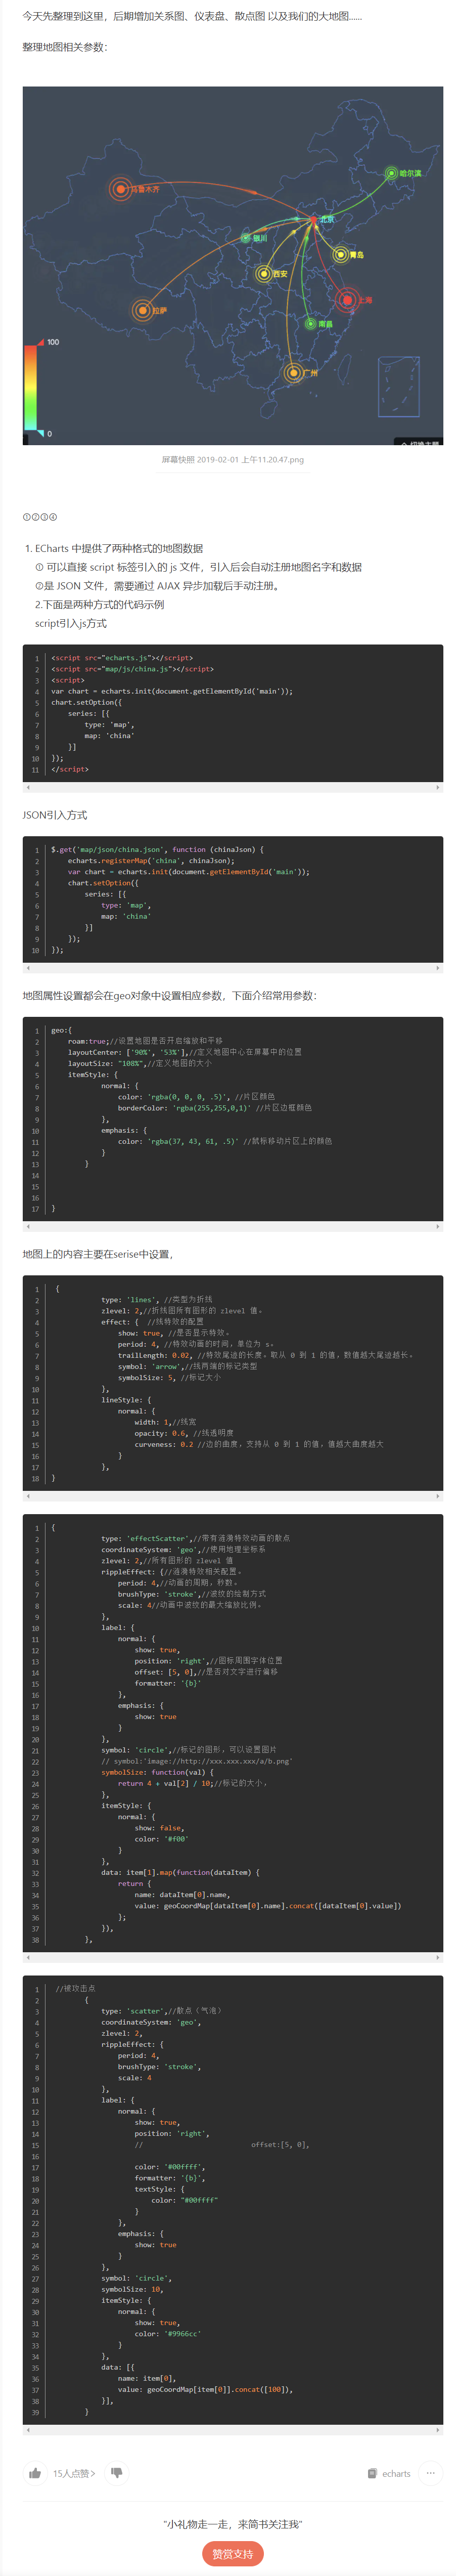 今天先整理到这里，后期增加关系图、仪表盘、散点图 以及我们的大地图......
整理地图相关参数：
乌鲁木齐
哈尔滨
北京
银川
青岛
西安
上海
拉萨
南昌
广州
100
0
切换主题
屏幕快照 2019-02-01 上午11.20.47.png
①②③④
1. ECharts 中提供了两种格式的地图数据
① 可以直接 script 标签引入的 js 文件，引入后会自动注册地图名字和数据
②是 JSON 文件，需要通过 AJAX 异步加载后手动注册。
2.下面是两种方式的代码示例
script引入js方式
1 <script src="echarts.js"></script>
2 <script src="map/js/china.js"></script>
3 <script>
4 var chart = echarts.init(document.getElementById('main'));
5 chart.setOption({
6     series: [{
7         type: 'map',
8         map: 'china'
9     }]
10 });
11 </script>
JSON引入方式
1 $.get('map/json/china.json', function (chinaJson) {
2     echarts.registerMap('china', chinaJson);
3     var chart = echarts.init(document.getElementById('main'));
4     chart.setOption({
5         series: [{
6             type: 'map',
7             map: 'china'
8         }]
9     });
10 });
地图属性设置都会在geo对象中设置相应参数，下面介绍常用参数：
1 geo:{
2     roam:true;//设置地图是否开启缩放和平移
3     layoutCenter: ['90%', '53%'],//定义地图中心在屏幕中的位置
4     layoutSize: "108%",//定义地图的大小
5     itemStyle: {
6             normal: {
7                 color: 'rgba(0, 0, 0, .5)', //片区颜色
8                 borderColor: 'rgba(255,255,0,1)' //片区边框颜色
9             },
10             emphasis: {
11                 color: 'rgba(37, 43, 61, .5)' //鼠标移动片区上的颜色
12             }
13         }
14
15
16
17 }
地图上的内容主要在serise中设置，
1  {
2             type: 'lines', //类型为折线
3             zlevel: 2,//折线图所有图形的 zlevel 值。
4             effect: {  //线特效的配置
5                 show: true, //是否显示特效。
6                 period: 4, //特效动画的时间，单位为 s。
7                 trailLength: 0.02, //特效尾迹的长度。取从 0 到 1 的值，数值越大尾迹越长。
8                 symbol: 'arrow',//线两端的标记类型
9                 symbolSize: 5, //标记大小
10             },
11             lineStyle: {
12                 normal: {
13                     width: 1,//线宽
14                     opacity: 0.6, //线透明度
15                     curveness: 0.2 //边的曲度，支持从 0 到 1 的值，值越大曲度越大
16                 }
17             },
18 }
1 {
2             type: 'effectScatter',//带有涟漪特效动画的散点
3             coordinateSystem: 'geo',//使用地理坐标系
4             zlevel: 2,//所有图形的 zlevel 值
5             rippleEffect: {//涟漪特效相关配置。
6                 period: 4,//动画的周期，秒数。
7                 brushType: 'stroke',//波纹的绘制方式
8                 scale: 4//动画中波纹的最大缩放比例。
9             },
10             label: {
11                 normal: {
12                     show: true,
13                     position: 'right',//图标周围字体位置
14                     offset: [5, 0],//是否对文字进行偏移
15                     formatter: '{b}'
16                 },
17                 emphasis: {
18                     show: true
19                 }
20             },
21             symbol: 'circle',//标记的图形，可以设置图片
22             // symbol:'image://http://xxx.xxx.xxx/a/b.png'
23             symbolSize: function(val) {
24                 return 4 + val[2] / 10;//标记的大小，
25             },
26             itemStyle: {
27                 normal: {
28                     show: false,
29                     color: '#f00'
30                 }
31             },
32             data: item[1].map(function(dataItem) {
33                 return {
34                     name: dataItem[0].name,
35                     value: geoCoordMap[dataItem[0].name].concat([dataItem[0].value])
36                 };
37             }),
38         },
1  //被攻击点
2         {
3             type: 'scatter',//散点（气泡）
4             coordinateSystem: 'geo',
5             zlevel: 2,
6             rippleEffect: {
7                 period: 4,
8                 brushType: 'stroke',
9                 scale: 4
10             },
11             label: {
12                 normal: {
13                     show: true,
14                     position: 'right',
15                     //                          offset:[5, 0],
16
17                     color: '#00ffff',
18                     formatter: '{b}',
19                     textStyle: {
20                         color: "#00ffff"
21                     }
22                 },
23                 emphasis: {
24                     show: true
25                 }
26             },
27             symbol: 'circle',
28             symbolSize: 10,
29             itemStyle: {
30                 normal: {
31                     show: true,
32                     color: '#9966cc'
33                 }
34             },
35             data: [{
36                 name: item[0],
37                 value: geoCoordMap[item[0]].concat([100]),
38             }],
39         }
15人点赞 >
echarts
"小礼物走一走，来简书关注我"
赞赏支持